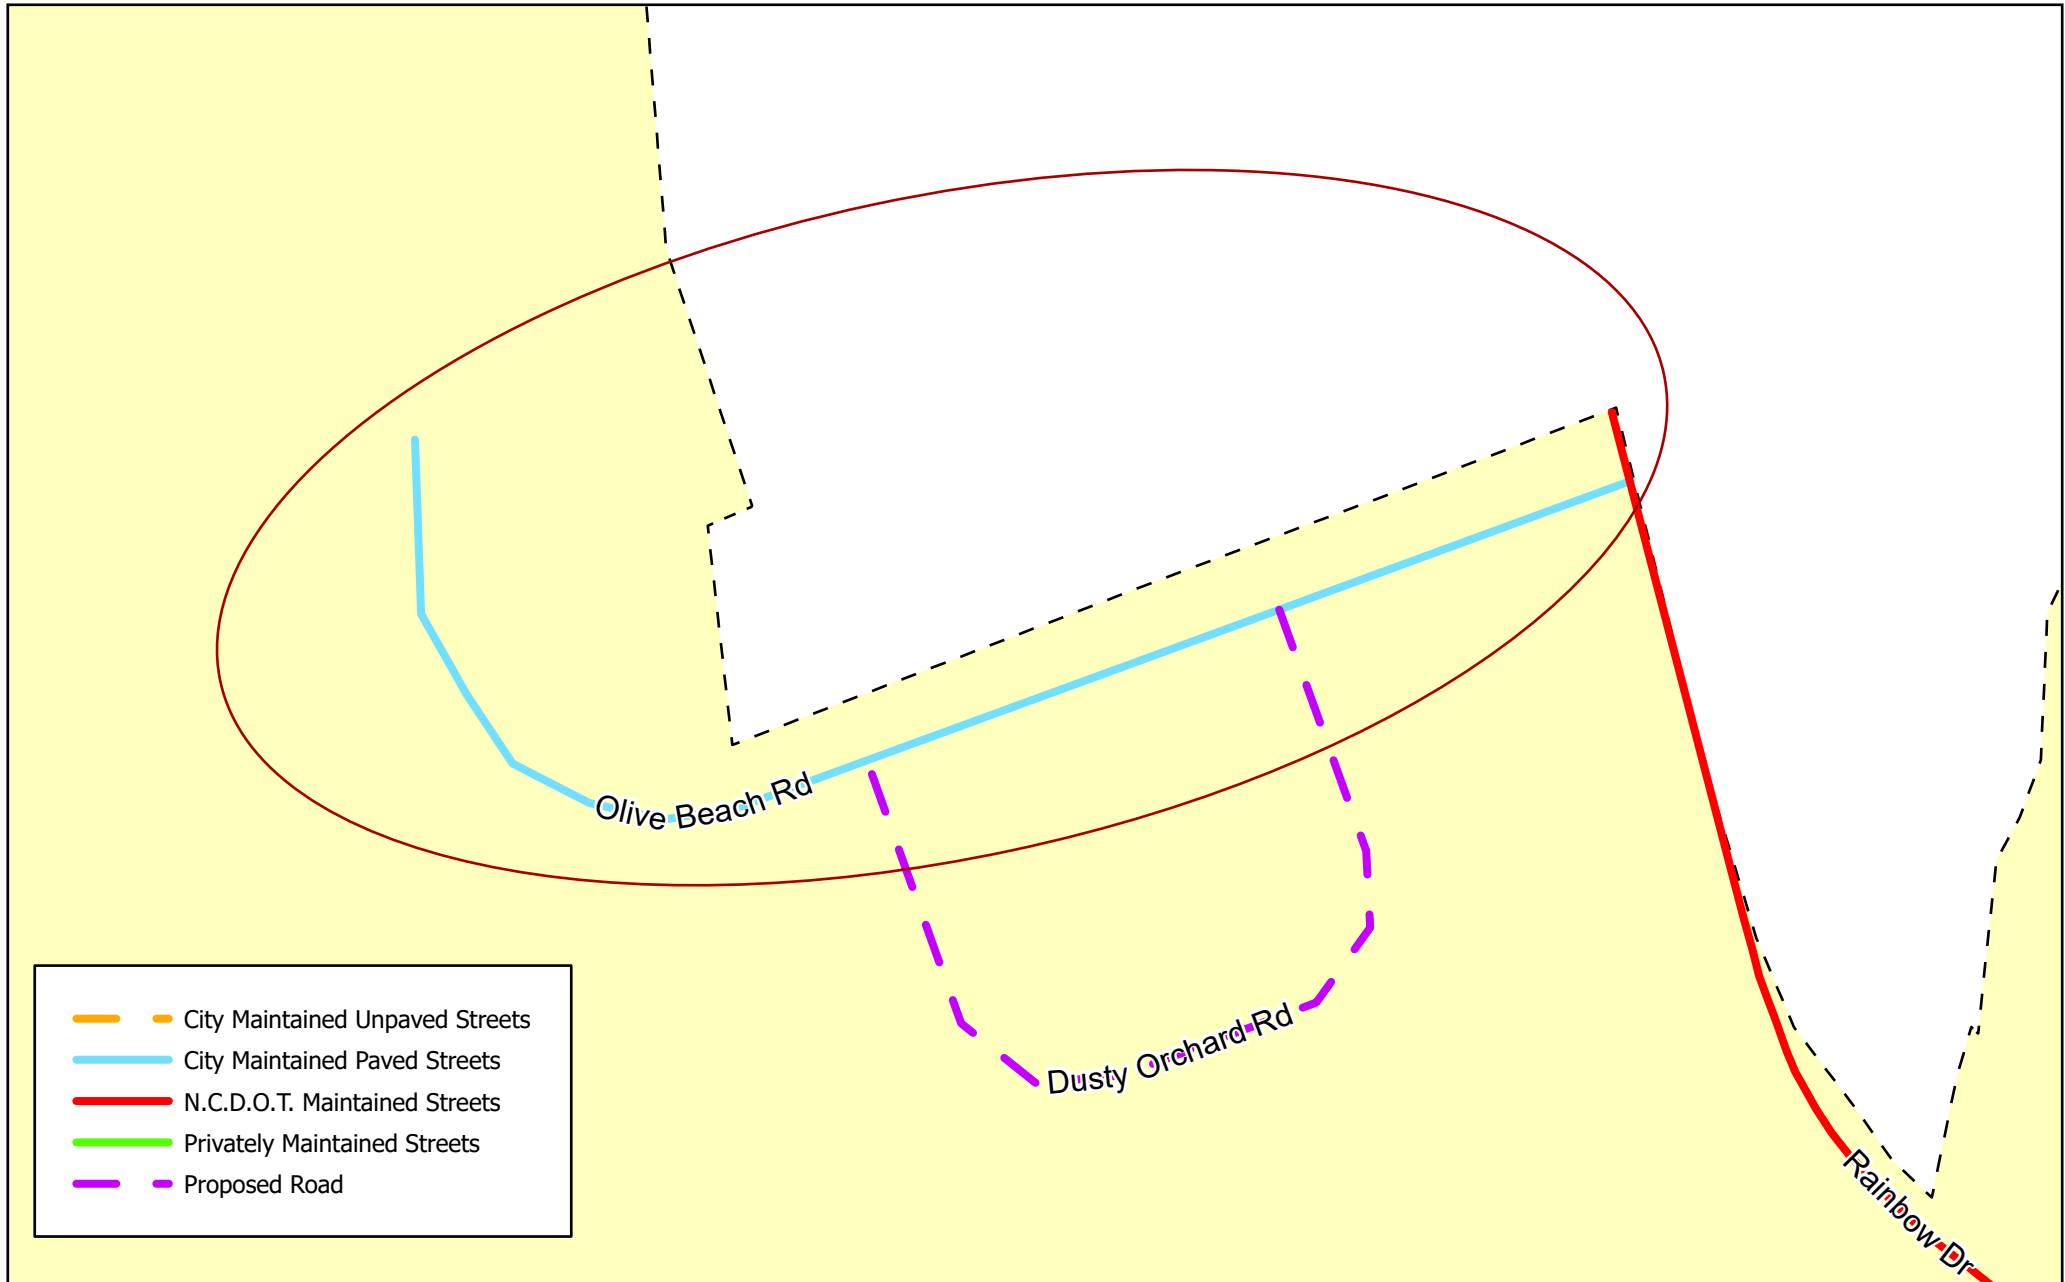 Olive Beach Rd
Dusty Orchard Rd
Rainbow Dr
City Maintained Unpaved Streets
City Maintained Paved Streets
N.C.D.O.T. Maintained Streets
Privately Maintained Streets
Proposed Road